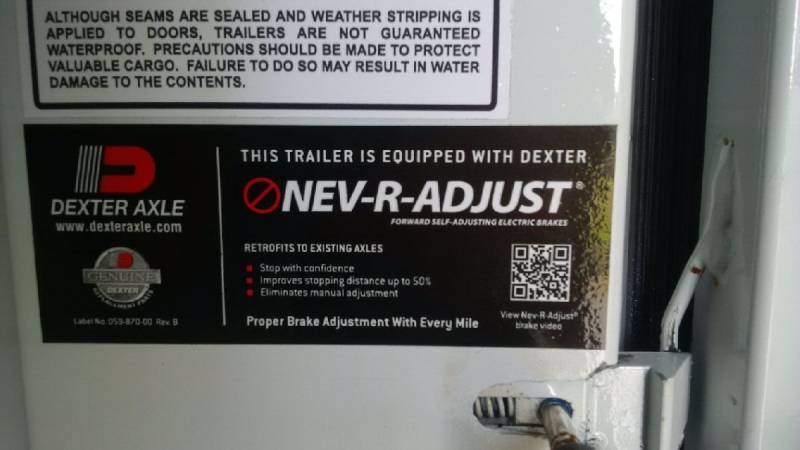 ALTHOUGH SEAMS ARE SEALED AND WEATHER STRIPPING IS
APPLIED TO DOORS, TRAILERS ARE NOT GUARANTEED
WATERPROOF. PRECAUTIONS SHOULD BE MADE TO PROTECT
VALUABLE CARGO. FAILURE TO DO SO MAY RESULT IN WATER
DAMAGE TO THE CONTENTS.
DEXTER AXLE
www.dexteraxle.com
GENUINE
DEXTER
REPLACEMENT PARTS
Label No. 059-870-00 Rev. B
THIS TRAILER IS EQUIPPED WITH DEXTER
NEV-R-ADJUST®
FORWARD SELF-ADJUSTING ELECTRIC BRAKES
RETROFITS TO EXISTING AXLES
Stop with confidence
Improves stopping distance up to 50%
Eliminates manual adjustment
Proper Brake Adjustment With Every Mile
View Nev-R-Adjust®
brake video